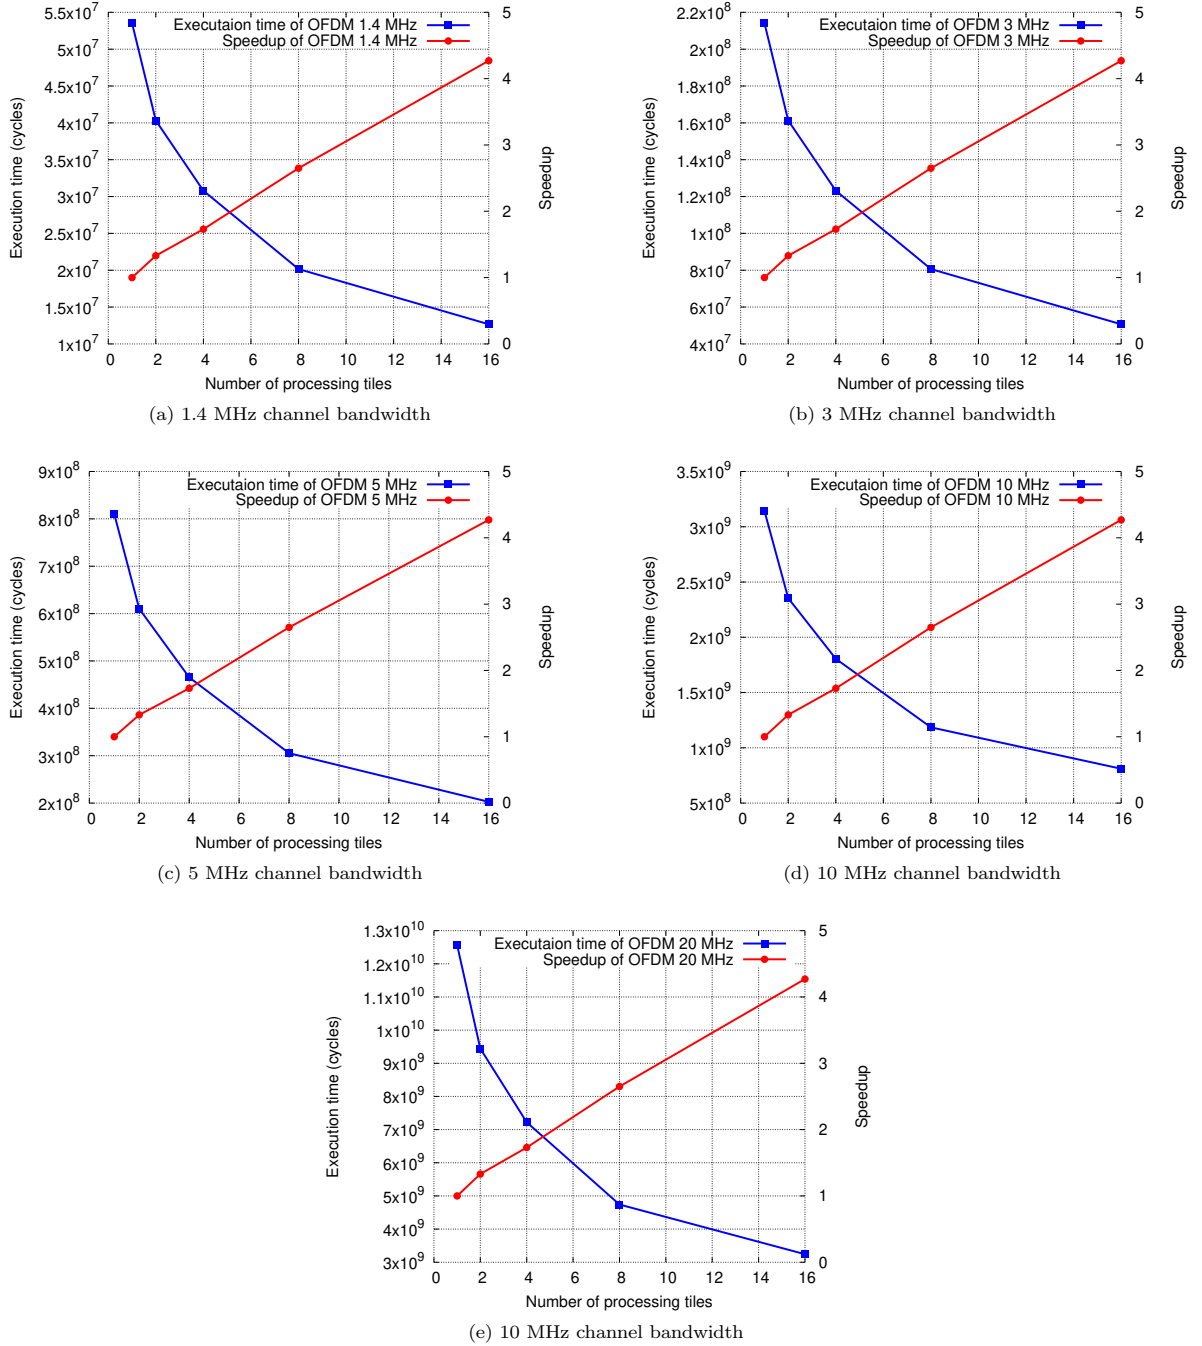 5.5x10^7
5x10^7
4.5x10^7
4x10^7
3.5x10^7
3x10^7
2.5x10^7
2x10^7
1.5x10^7
1x10^7
Execution time (cycles)
Executaion time of OFDM 1.4 MHz
Speedup of OFDM 1.4 MHz
5
4
3
2
1
0
Speedup
0 2 4 6 8 10 12 14 16
Number of processing tiles
(a) 1.4 MHz channel bandwidth
2.2x10^8
2x10^8
1.8x10^8
1.6x10^8
1.4x10^8
1.2x10^8
1x10^8
8x10^7
6x10^7
4x10^7
Execution time (cycles)
Executaion time of OFDM 3 MHz
Speedup of OFDM 3 MHz
5
4
3
2
1
0
Speedup
0 2 4 6 8 10 12 14 16
Number of processing tiles
(b) 3 MHz channel bandwidth
9x10^8
8x10^8
7x10^8
6x10^8
5x10^8
4x10^8
3x10^8
2x10^8
Execution time (cycles)
Executaion time of OFDM 5 MHz
Speedup of OFDM 5 MHz
5
4
3
2
1
0
Speedup
0 2 4 6 8 10 12 14 16
Number of processing tiles
(c) 5 MHz channel bandwidth
3.5x10^9
3x10^9
2.5x10^9
2x10^9
1.5x10^9
1x10^9
5x10^8
Execution time (cycles)
Executaion time of OFDM 10 MHz
Speedup of OFDM 10 MHz
5
4
3
2
1
0
Speedup
0 2 4 6 8 10 12 14 16
Number of processing tiles
(d) 10 MHz channel bandwidth
1.3x10^10
1.2x10^10
1.1x10^10
1x10^10
9x10^9
8x10^9
7x10^9
6x10^9
5x10^9
4x10^9
3x10^9
Execution time (cycles)
Executaion time of OFDM 20 MHz
Speedup of OFDM 20 MHz
5
4
3
2
1
0
Speedup
0 2 4 6 8 10 12 14 16
Number of processing tiles
(e) 10 MHz channel bandwidth